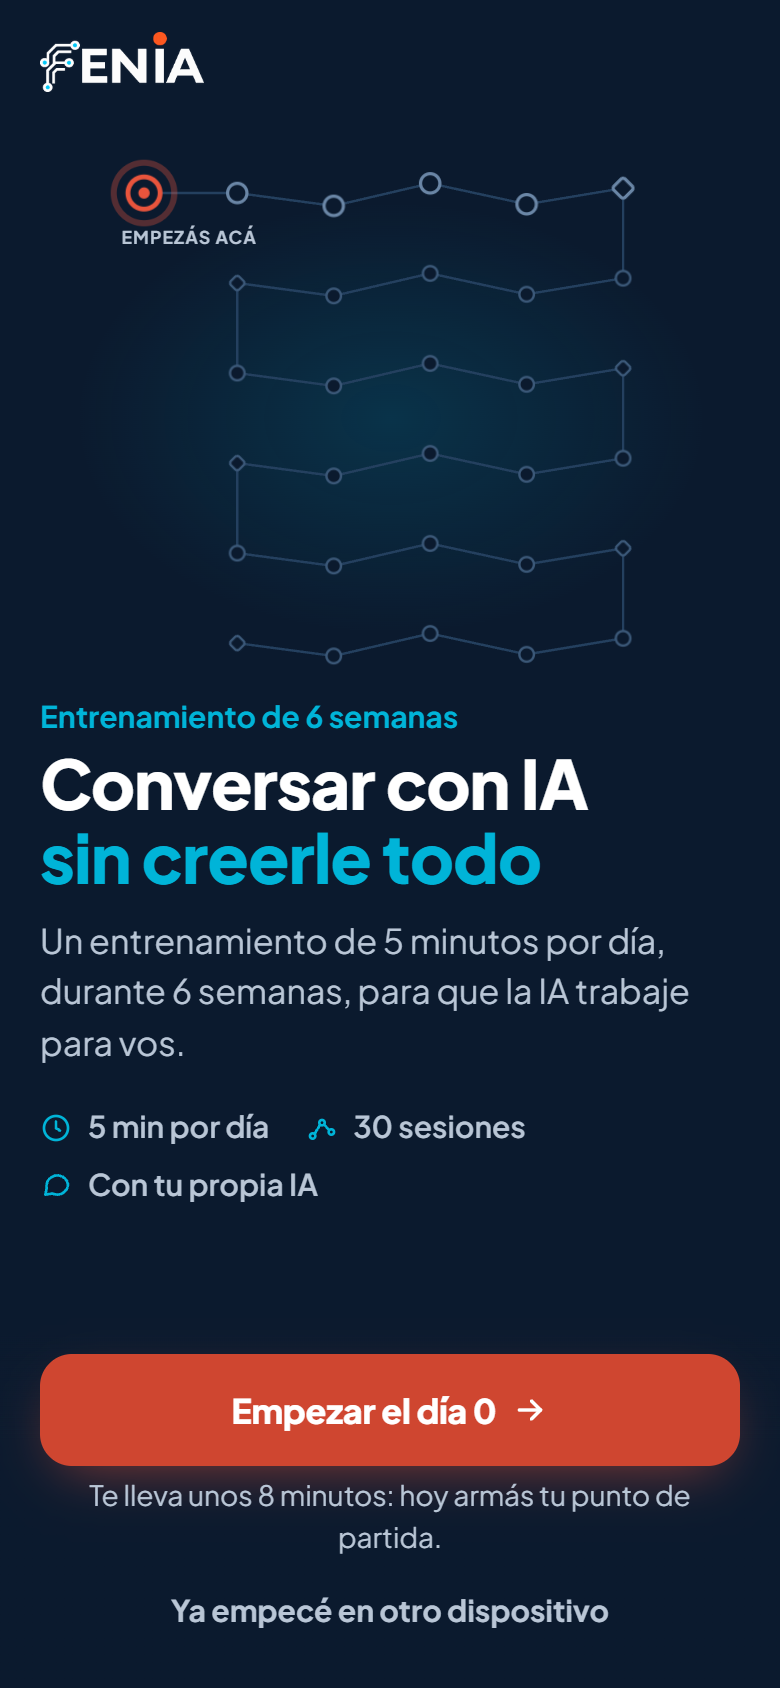 FENIA
EMPEZÁS ACÁ
Entrenamiento de 6 semanas
Conversar con IA
sin creerle todo
Un entrenamiento de 5 minutos por día,
durante 6 semanas, para que la IA trabaje
para vos.
5 min por día
30 sesiones
Con tu propia IA
Empezar el día 0 →
Te lleva unos 8 minutos: hoy armás tu punto de
partida.
Ya empecé en otro dispositivo